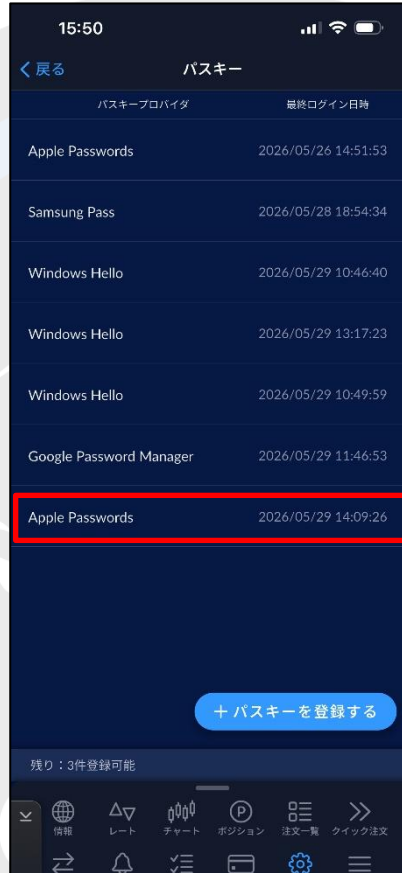 15:50
戻る パスキー
パスキープロバイダ 最終ログイン日時
Apple Passwords 2026/05/26 14:51:53
Samsung Pass 2026/05/28 18:54:34
Windows Hello 2026/05/29 10:46:40
Windows Hello 2026/05/29 13:17:23
Windows Hello 2026/05/29 10:49:59
Google Password Manager 2026/05/29 11:46:53
Apple Passwords 2026/05/29 14:09:26
+ パスキーを登録する
残り：3件登録可能
情報 レート チャート P ポジション 注文一覧 クイック注文